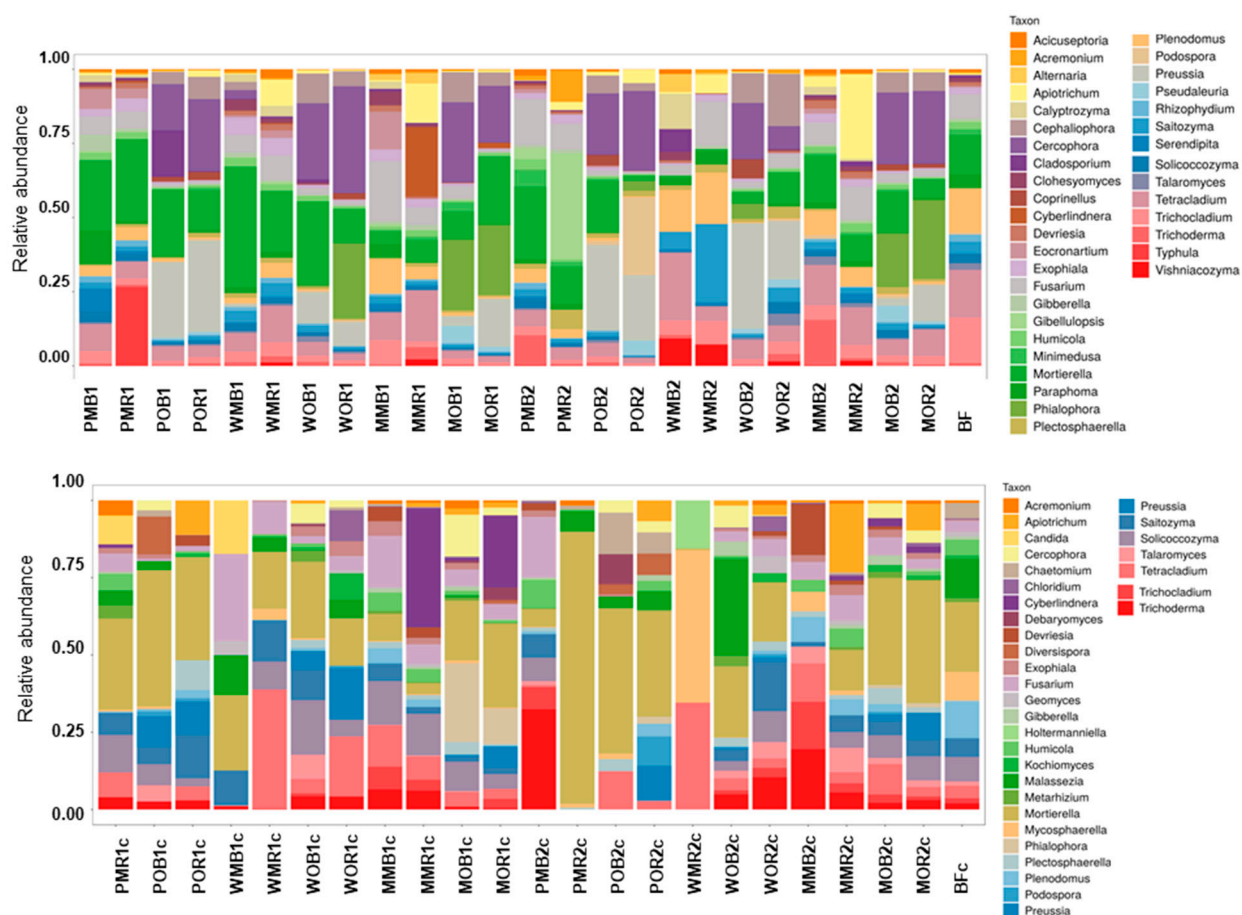 Taxon
Acicuseptoria
Acremonium
Alternaria
Apiotrichum
Calyptrozyma
Cephaliophora
Cercophora
Cladosporium
Clohesyomyces
Coprinellus
Cyberlindnera
Devriesia
Eocronartium
Exophiala
Fusarium
Gibberella
Gibellulopsis
Humicola
Minimedusa
Mortierella
Paraphoma
Phialophora
Plectosphaerella
Plenodomus
Podospora
Preussia
Pseudaleuria
Rhizophydium
Saitozyma
Serendipita
Solicoccozyma
Talaromyces
Tetracladium
Trichocladium
Trichoderma
Typhula
Vishniacozyma
Relative abundance
1.00
0.75
0.50
0.25
0.00
PMB1
PMR1
POB1
POR1
WMB1
WMR1
WOB1
WOR1
MMB1
MMR1
MOB1
MOR1
PMB2
PMR2
POB2
POR2
WMB2
WMR2
WOB2
WOR2
MMB2
MMR2
MOB2
MOR2
BF
Relative abundance
1.00
0.75
0.50
0.25
0.00
PMR1c
POB1c
POR1c
WMB1c
WMR1c
WOB1c
WOR1c
MMB1c
MMR1c
MOB1c
MOR1c
PMB2c
PMR2c
POB2c
POR2c
WMR2c
WOB2c
WOR2c
MMB2c
MMR2c
MOB2c
MOR2c
BFc
Taxon
Acremonium
Apiotrichum
Candida
Cercophora
Chaetomium
Chloridium
Cyberlindnera
Debaryomyces
Devriesia
Diversispora
Exophiala
Fusarium
Geomyces
Gibberella
Holtermanniella
Humicola
Kochiomyces
Malassezia
Metarhizium
Mortierella
Mycosphaerella
Phialophora
Plectosphaerella
Plenodomus
Podospora
Preussia
Preussia
Saitozyma
Solicoccozyma
Talaromyces
Tetracladium
Trichocladium
Trichoderma